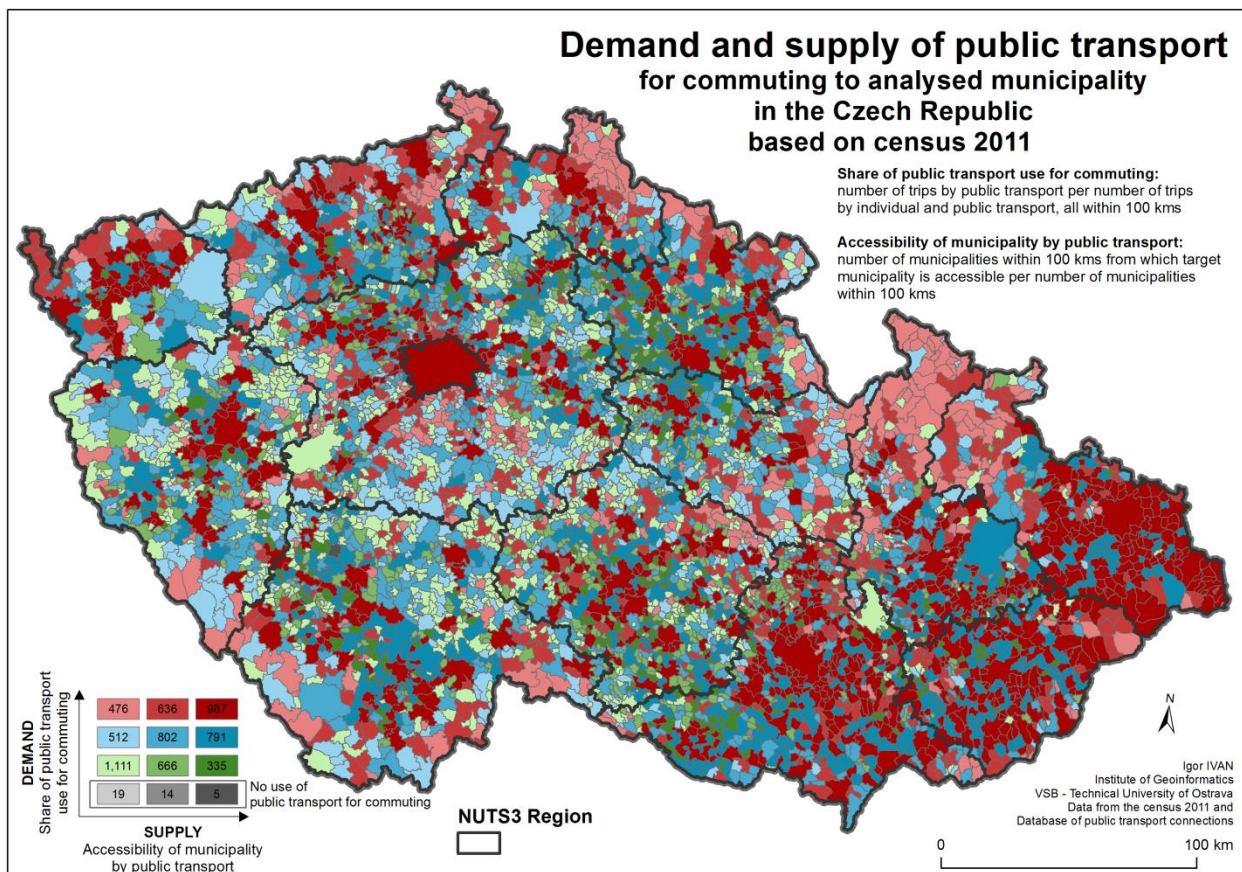 Demand and supply of public transport
for commuting to analysed municipality
in the Czech Republic
based on census 2011
Share of public transport use for commuting:
number of trips by public transport per number of trips
by individual and public transport, all within 100 kms
Accessibility of municipality by public transport:
number of municipalities within 100 kms from which target
municipality is accessible per number of municipalities
within 100 kms
DEMAND
Share of public transport
use for commuting
476 636 987
512 802 791
1,111 666 335
19 14 5
No use of
public transport for commuting
SUPPLY
Accessibility of municipality
by public transport
NUTS3 Region
N
Igor IVAN
Institute of Geoinformatics
VSB - Technical University of Ostrava
Data from the census 2011 and
Database of public transport connections
0 100 km